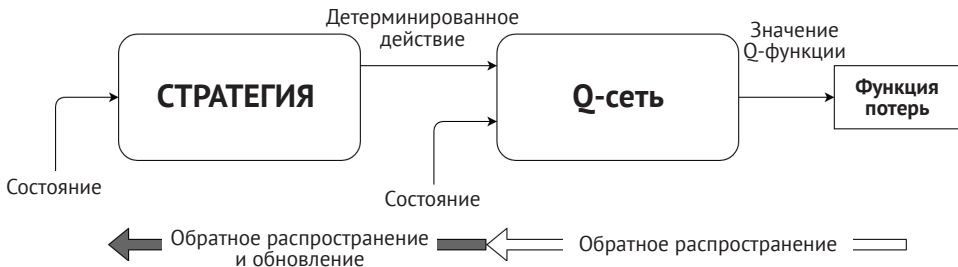 Детерминированное
действие
СТРАТЕГИЯ
Состояние
Q-сеть
Состояние
Значение
Q-функции
Функция
потерь
Обратное распространение
и обновление
Обратное распространение